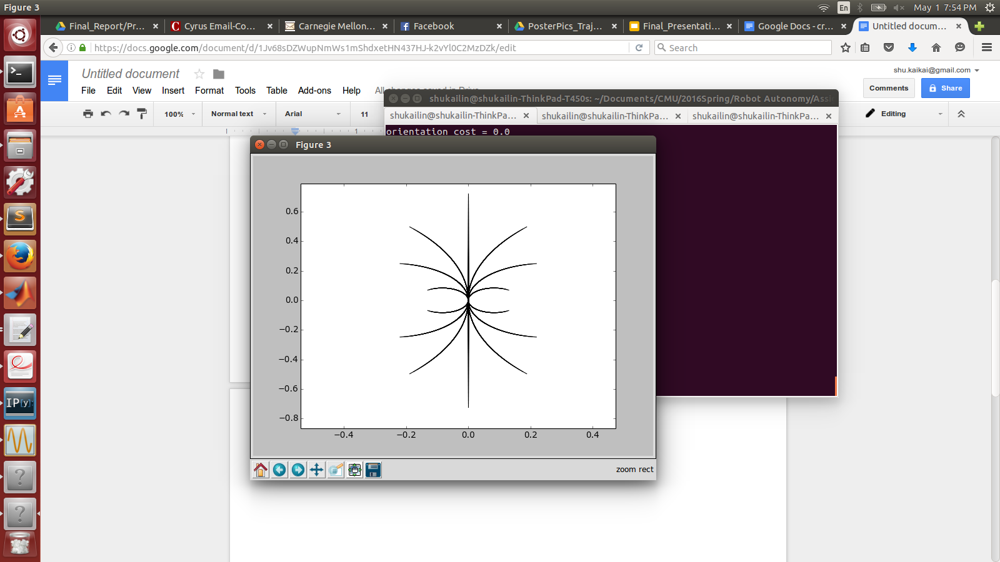 Figure 3
En
May 1 7:54 PM
Final_Report/Pr...
Cyrus Email-Co...
Carnegie Mellon...
Facebook
PosterPics_Traj...
Final_Presentati...
Google Docs - cr...
Untitled docum...
https://docs.google.com/document/d/1Jv68sDZWupNmWs1mShdxetHN437HJ-k2vYl0C2MzDZk/edit
Search
Untitled document
shu.kaikai@gmail.com
File Edit View Insert Format Tools Table Add-ons Help
Comments
Share
100% Normal text Arial 11
Editing
shukailin@shukailin-ThinkPad-T450s: ~/Documents/CMU/2016Spring/Robot Autonomy/Assi
shukailin@shukailin-ThinkPa...
shukailin@shukailin-ThinkPa...
shukailin@shukailin-ThinkPa...
1
orientation cost = 0.0
Figure 3
0.6
0.4
0.2
0.0
−0.2
−0.4
−0.6
−0.8
−0.4 −0.2 0.0 0.2 0.4
zoom rect
S
IP[y]: